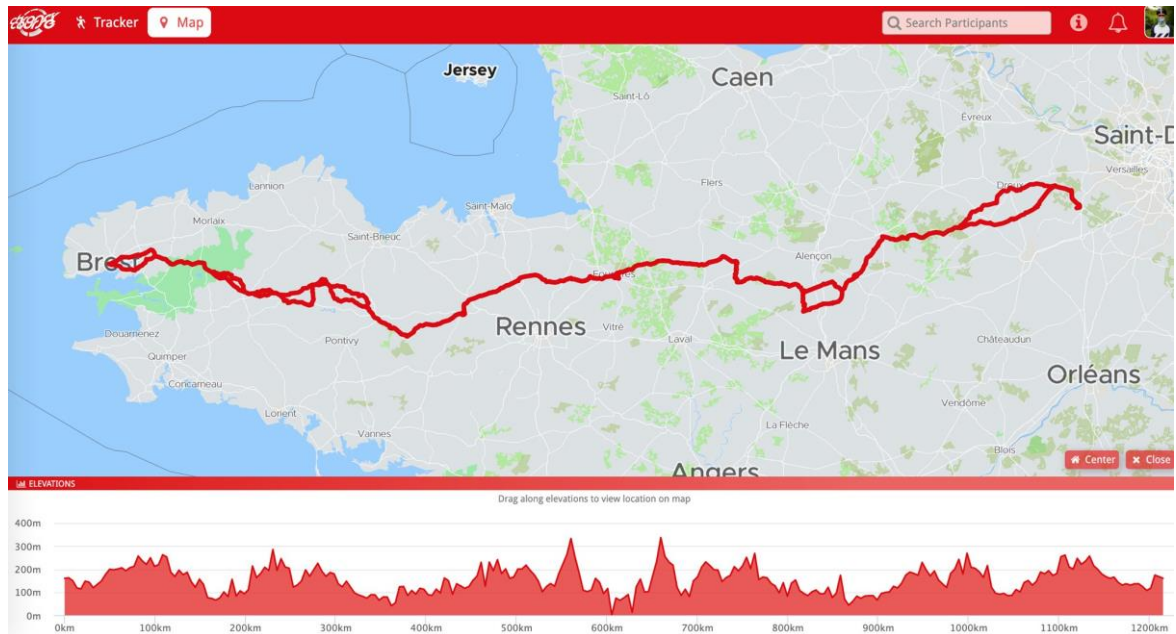 Tracker
Map
Search Participants
Jersey
Caen
Saint-Lô
Évreux
Saint-D
Versailles
Dreux
Flers
Lannion
Morlaix
Saint-Malo
Saint-Brieuc
Alençon
Brest
Fougères
Rennes
Vitré
Laval
Le Mans
Châteaudun
Orléans
Douarnenez
Pontivy
Quimper
Concarneau
Lorient
Vannes
La Flèche
Vendôme
Blois
Angers
Center
Close
ELEVATIONS
Drag along elevations to view location on map
400m
300m
200m
100m
0m
0km 100km 200km 300km 400km 500km 600km 700km 800km 900km 1000km 1100km 1200km